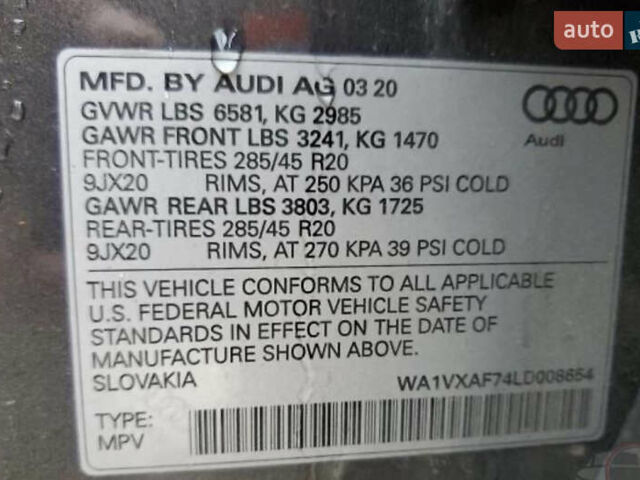 auto
MFD. BY AUDI AG 03 20
GVWR LBS 6581, KG 2985
GAWR FRONT LBS 3241, KG 1470
FRONT-TIRES 285/45 R20
9JX20 RIMS, AT 250 KPA 36 PSI COLD
GAWR REAR LBS 3803, KG 1725
REAR-TIRES 285/45 R20
9JX20 RIMS, AT 270 KPA 39 PSI COLD
Audi
THIS VEHICLE CONFORMS TO ALL APPLICABLE
U.S. FEDERAL MOTOR VEHICLE SAFETY
STANDARDS IN EFFECT ON THE DATE OF
MANUFACTURE SHOWN ABOVE.
SLOVAKIA WA1VXAF74LD008654
TYPE:
MPV